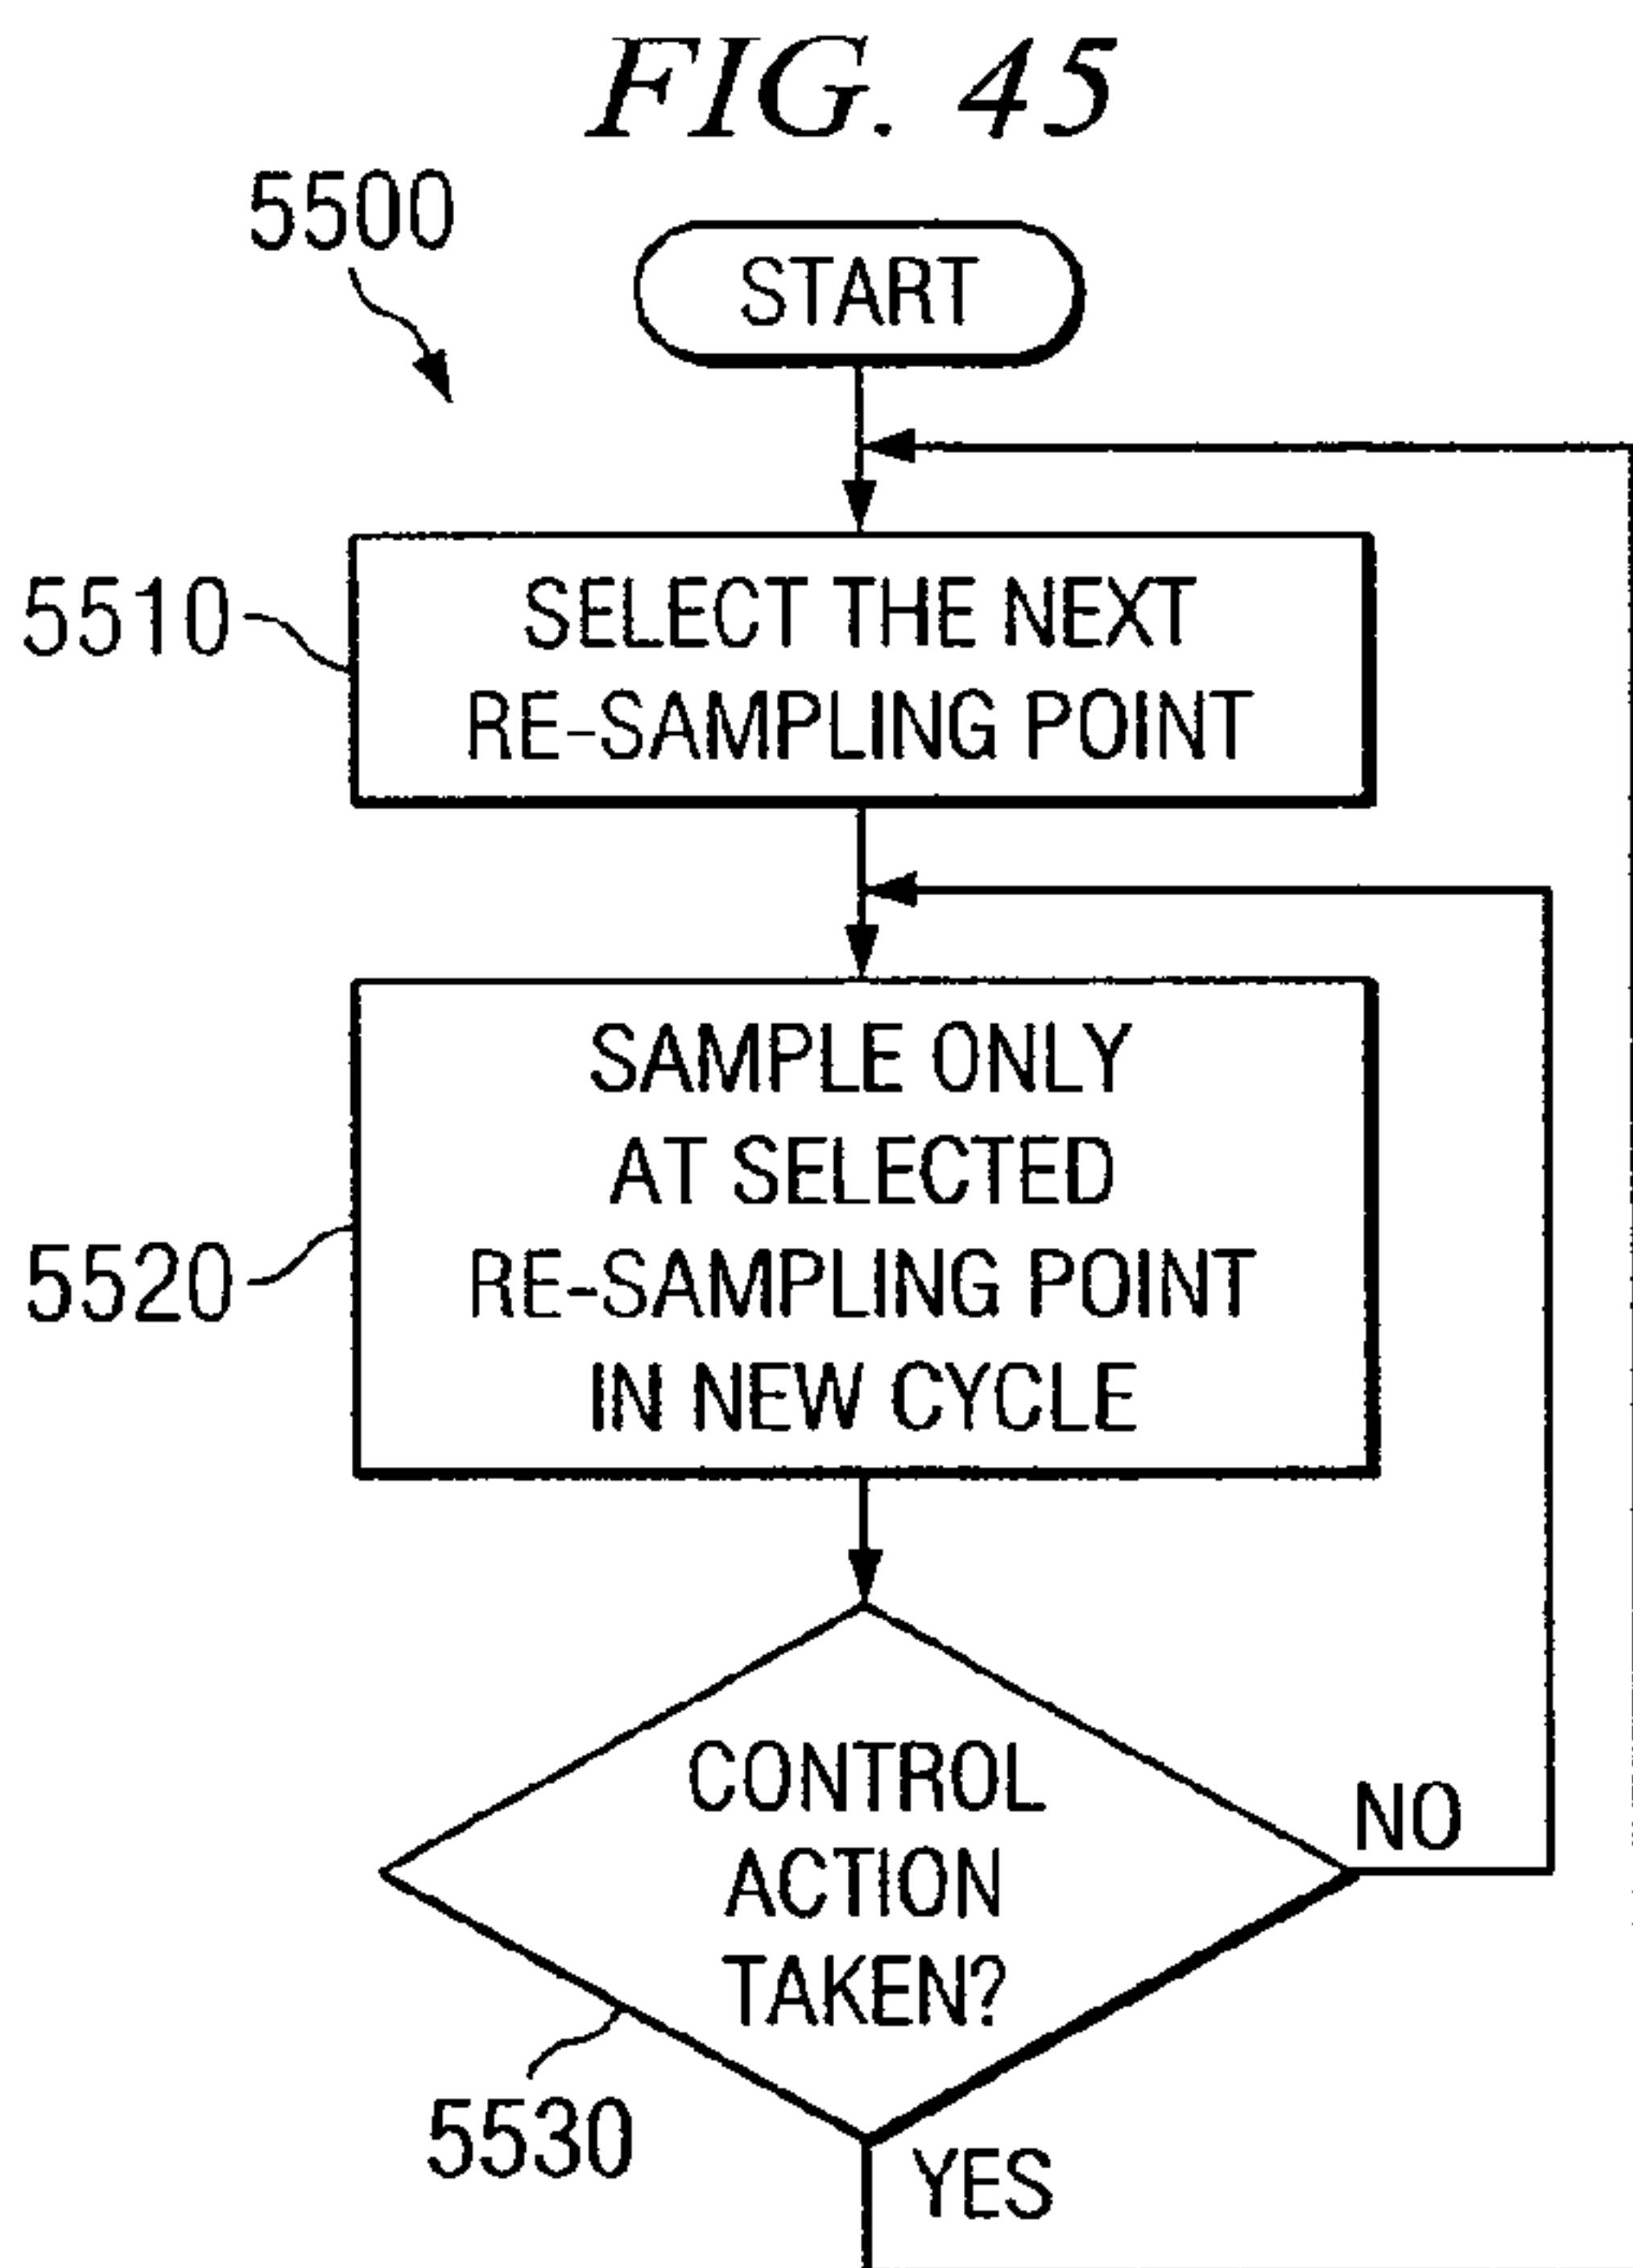 FIG. 45
5500
START
5510
SELECT THE NEXT
RE-SAMPLING POINT
5520
SAMPLE ONLY
AT SELECTED
RE-SAMPLING POINT
IN NEW CYCLE
CONTROL
ACTION
TAKEN?
NO
5530
YES